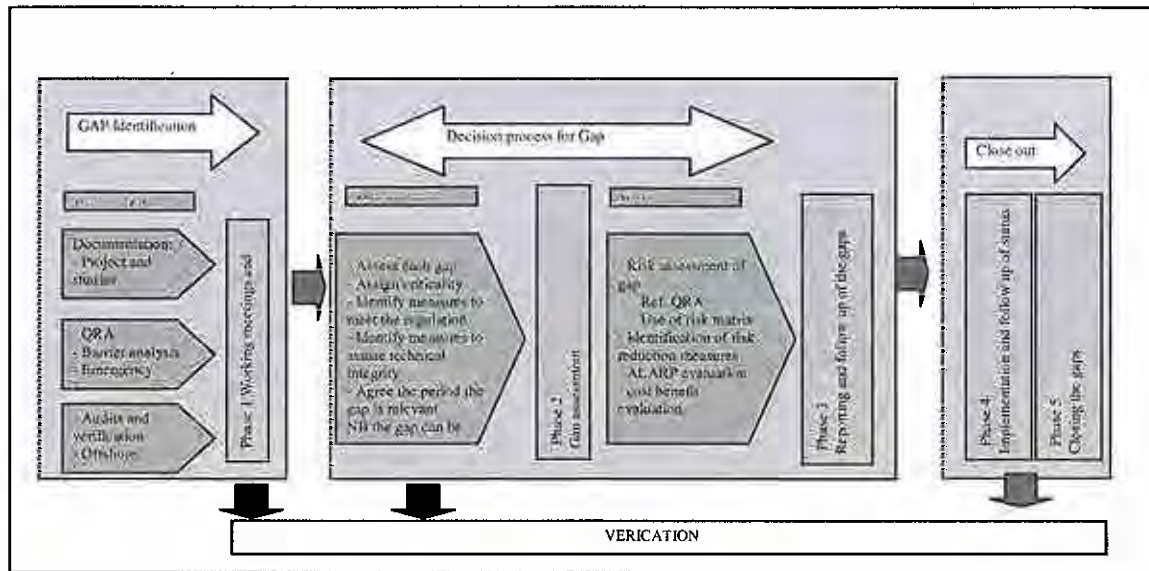 GAP Identification
Documentation:
- Project and
studies
- QRA
- Barrier analysis
- Emergency
- Audits and
verification
- Offshore
Phase 1 Working meetings and
Decision process for Gap
- Assess each gap
- Assign criticality
- Identify measures to
meet the regulation
- Identify measures to
assure technical
integrity
- Agree the period the
gap is relevant
NB the gap can be
Phase 2
Gap assessment
- Risk assessment of
gap
Ref. QRA
Use of risk matrix
- Identification of risk
reduction measures
ALARP evaluation
cost benefit
evaluation
Phase 3
Reporting and follow up of the gaps
Close out
Phase 4:
Implementation and follow up of status
Phase 5:
Closing the gaps
VERICATION